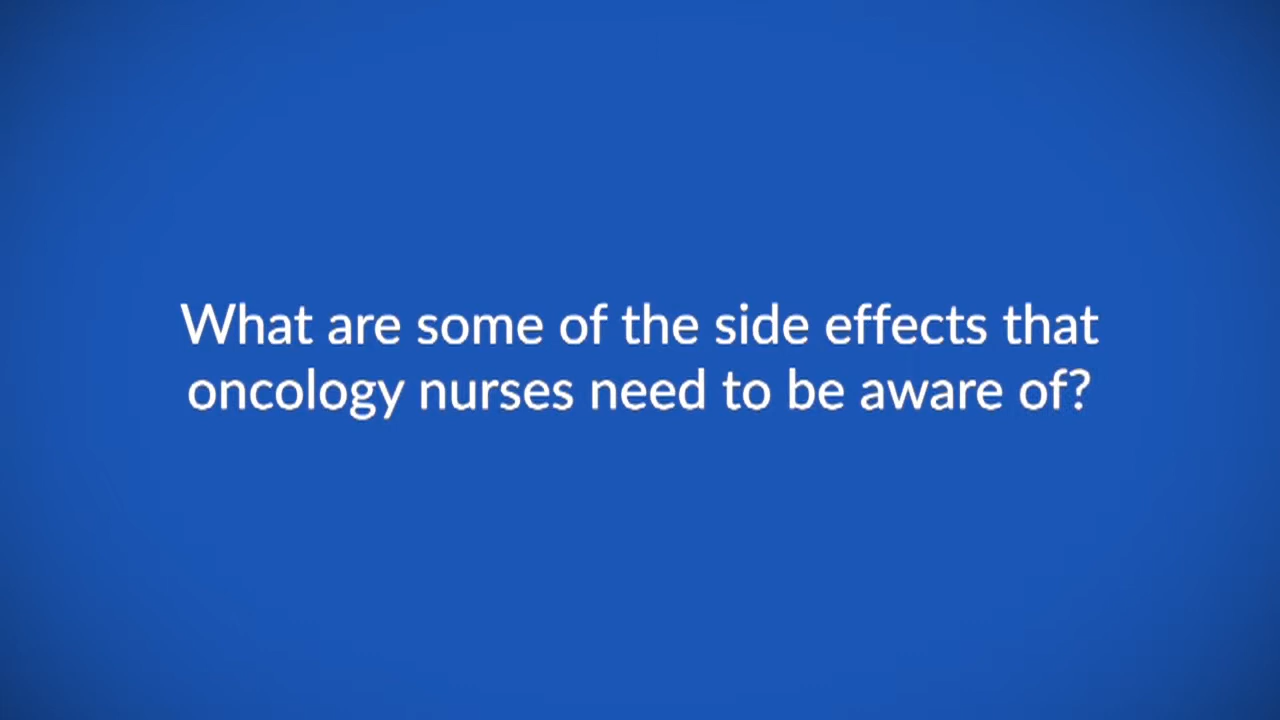 What are some of the side effects that
oncology nurses need to be aware of?